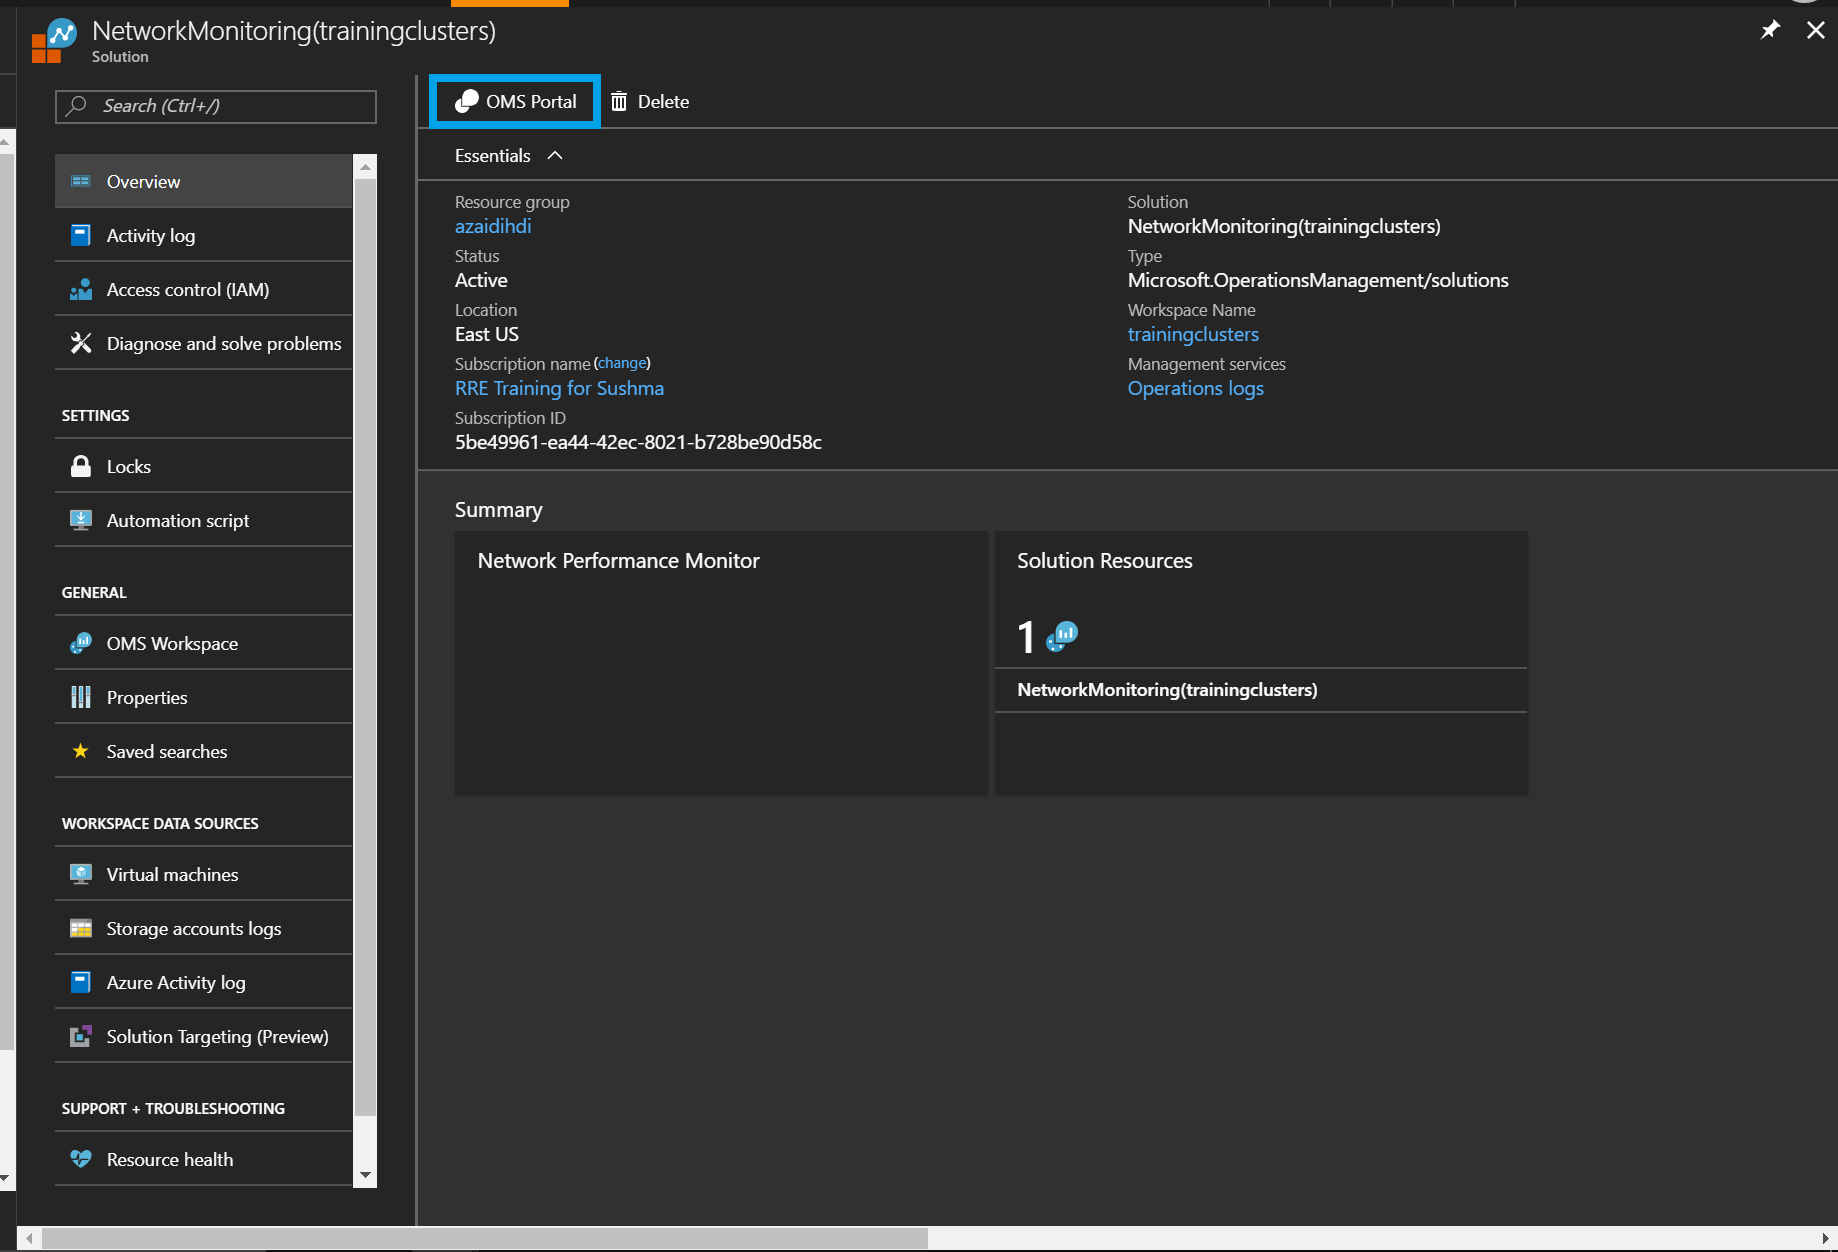 NetworkMonitoring(trainingclusters)
Solution
Search (Ctrl+/)
Overview
Activity log
Access control (IAM)
Diagnose and solve problems
SETTINGS
Locks
Automation script
GENERAL
OMS Workspace
Properties
Saved searches
WORKSPACE DATA SOURCES
Virtual machines
Storage accounts logs
Azure Activity log
Solution Targeting (Preview)
SUPPORT + TROUBLESHOOTING
Resource health
OMS Portal
Delete
Essentials
Resource group
azaidihdi
Status
Active
Location
East US
Subscription name (change)
RRE Training for Sushma
Subscription ID
5be49961-ea44-42ec-8021-b728be90d58c
Solution
NetworkMonitoring(trainingclusters)
Type
Microsoft.OperationsManagement/solutions
Workspace Name
trainingclusters
Management services
Operations logs
Summary
Network Performance Monitor
Solution Resources
1
NetworkMonitoring(trainingclusters)